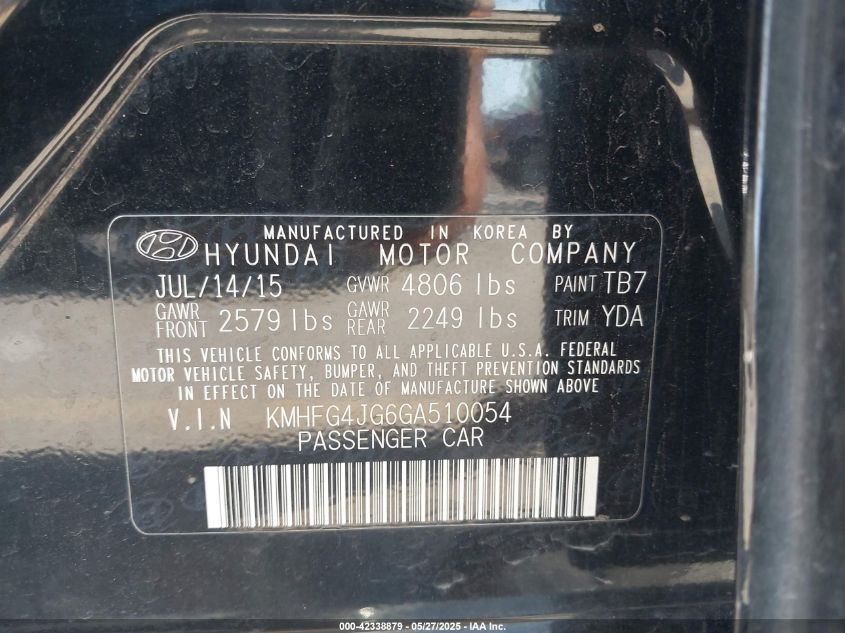 MANUFACTURED IN KOREA BY
HYUNDAI MOTOR COMPANY
JUL/14/15 GVWR 4806 lbs PAINT TB7
GAWR FRONT 2579 lbs GAWR REAR 2249 lbs TRIM YDA
THIS VEHICLE CONFORMS TO ALL APPLICABLE U.S.A. FEDERAL
MOTOR VEHICLE SAFETY, BUMPER, AND THEFT PREVENTION STANDARDS
IN EFFECT ON THE DATE OF MANUFACTURE SHOWN ABOVE
V.I.N KMHFG4JG6GA510054
PASSENGER CAR
000-42338879 - 05/27/2025 - IAA Inc.